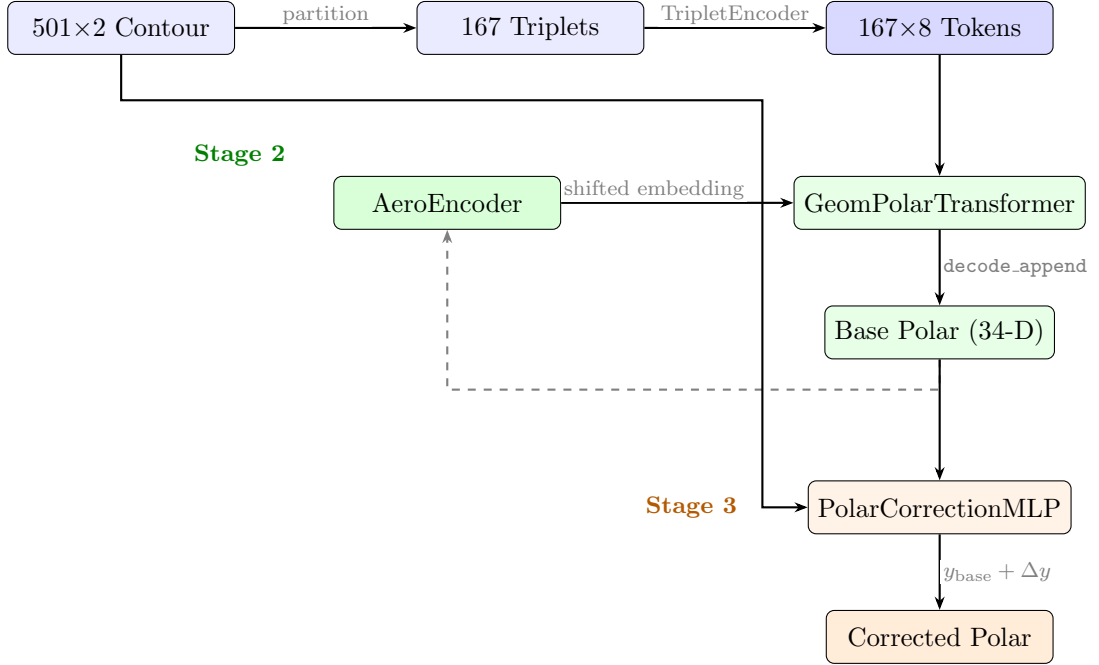 partition
TripletEncoder
501×2 Contour
167 Triplets
167×8 Tokens
Stage 2
shifted embedding
AeroEncoder
GeomPolarTransformer
decode_append
Base Polar (34-D)
Stage 3
PolarCorrectionMLP
y_base + Δy
Corrected Polar